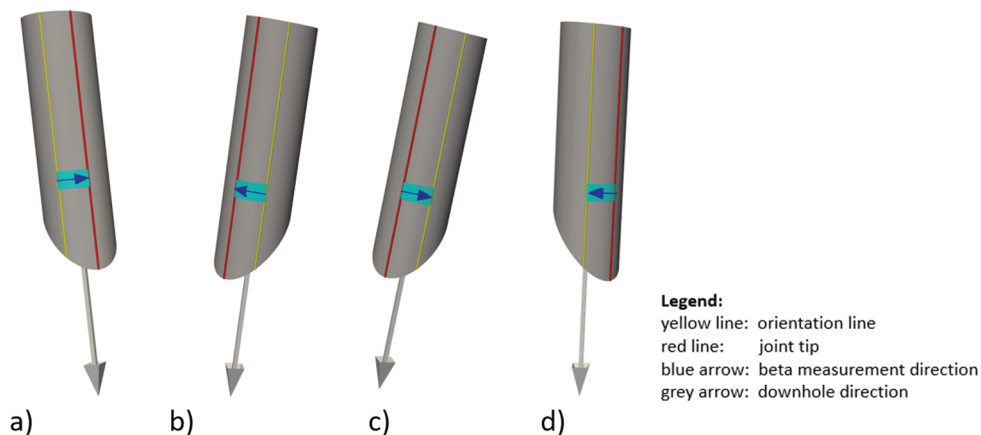 Legend:
yellow line: orientation line
red line: joint tip
blue arrow: beta measurement direction
grey arrow: downhole direction
a) b) c) d)